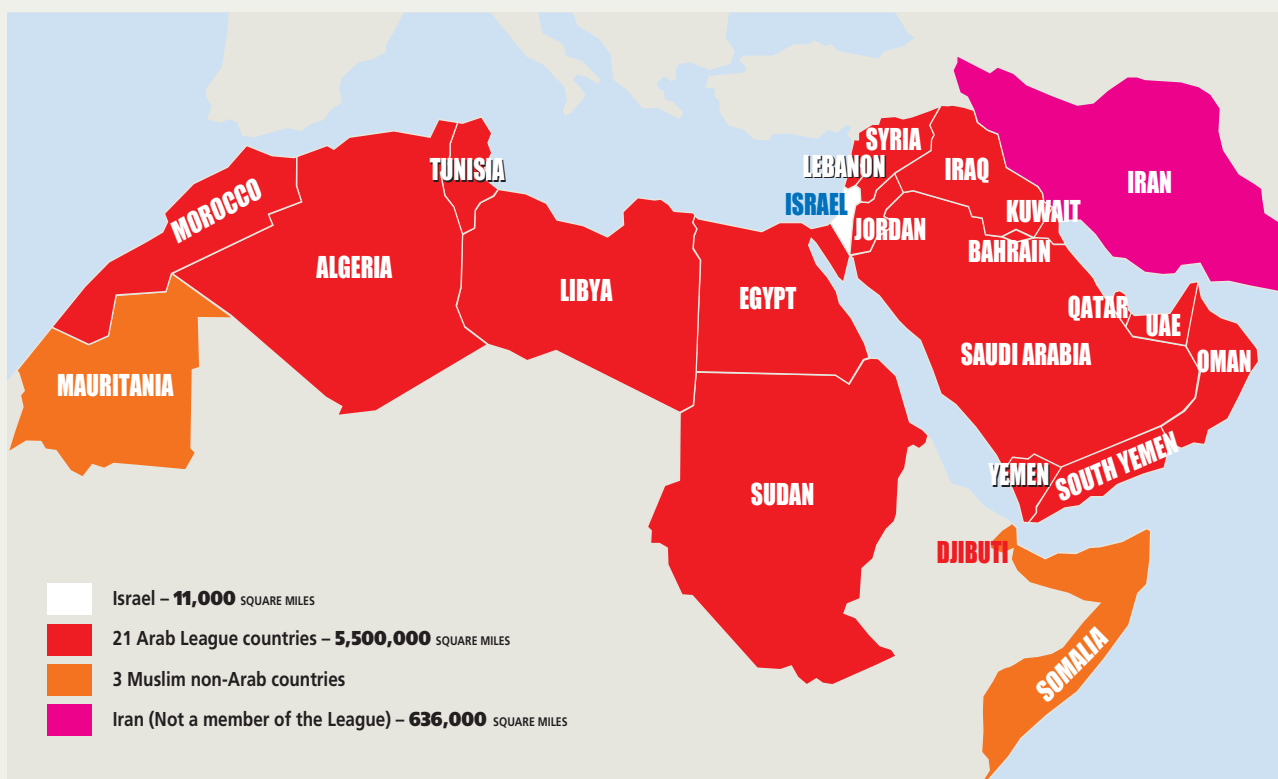 SYRIA
TUNISIA
LEBANON
IRAQ
IRAN
MOROCCO
ISRAEL
KUWAIT
JORDAN
BAHRAIN
ALGERIA
LIBYA
EGYPT
QATAR
UAE
SAUDI ARABIA
OMAN
MAURITANIA
YEMEN
SOUTH YEMEN
SUDAN
DJIBUTI
SOMALIA
Israel – 11,000 SQUARE MILES
21 Arab League countries – 5,500,000 SQUARE MILES
3 Muslim non-Arab countries
Iran (Not a member of the League) – 636,000 SQUARE MILES